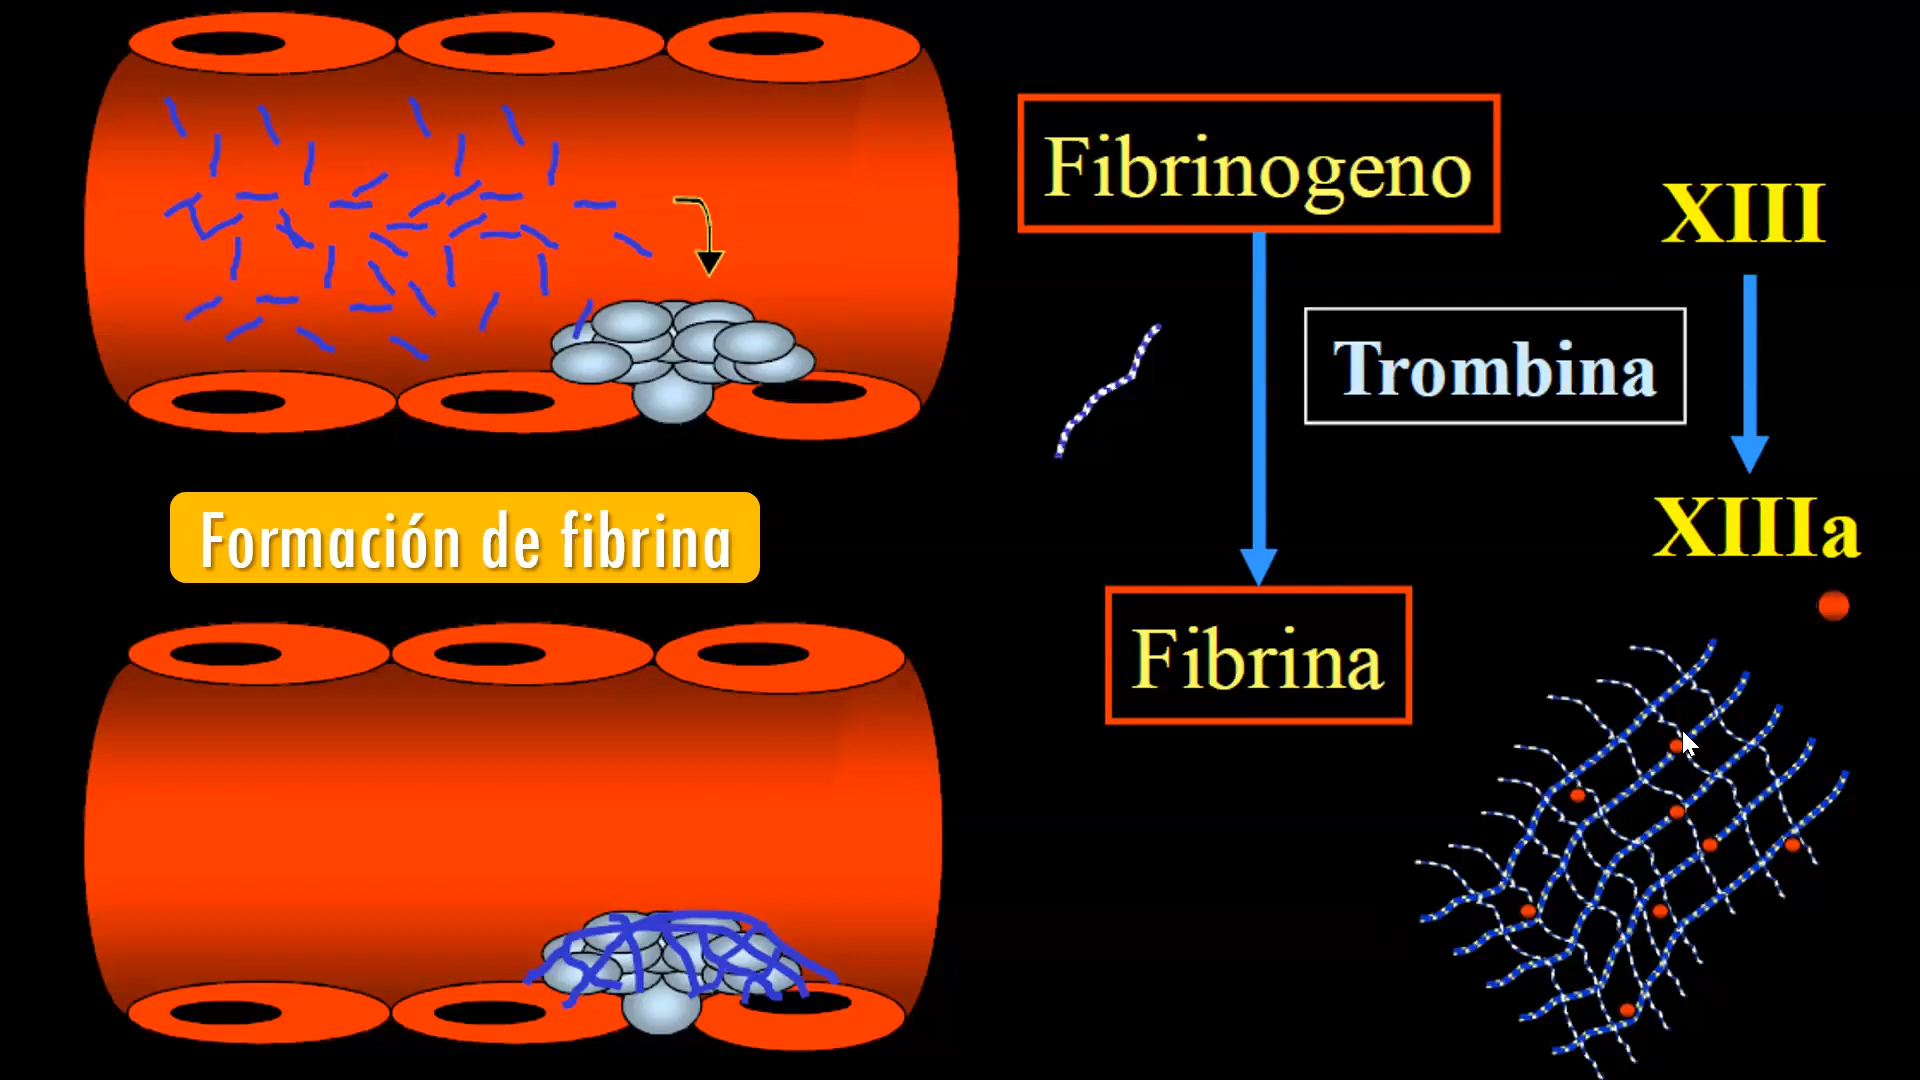 Fibrinogeno
XIII
Trombina
XIIIa
Formación de fibrina
Fibrina